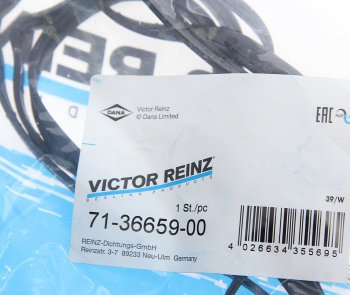 DANA
Victor Reinz
© Dana Limited
EAC
VICTOR REINZ®
SEALING PRODUCTS
1 St./pc
39/W
71-36659-00
REINZ-Dichtungs-GmbH
Reinzstr. 3-7 89233 Neu-Ulm Germany
4 026634 355695